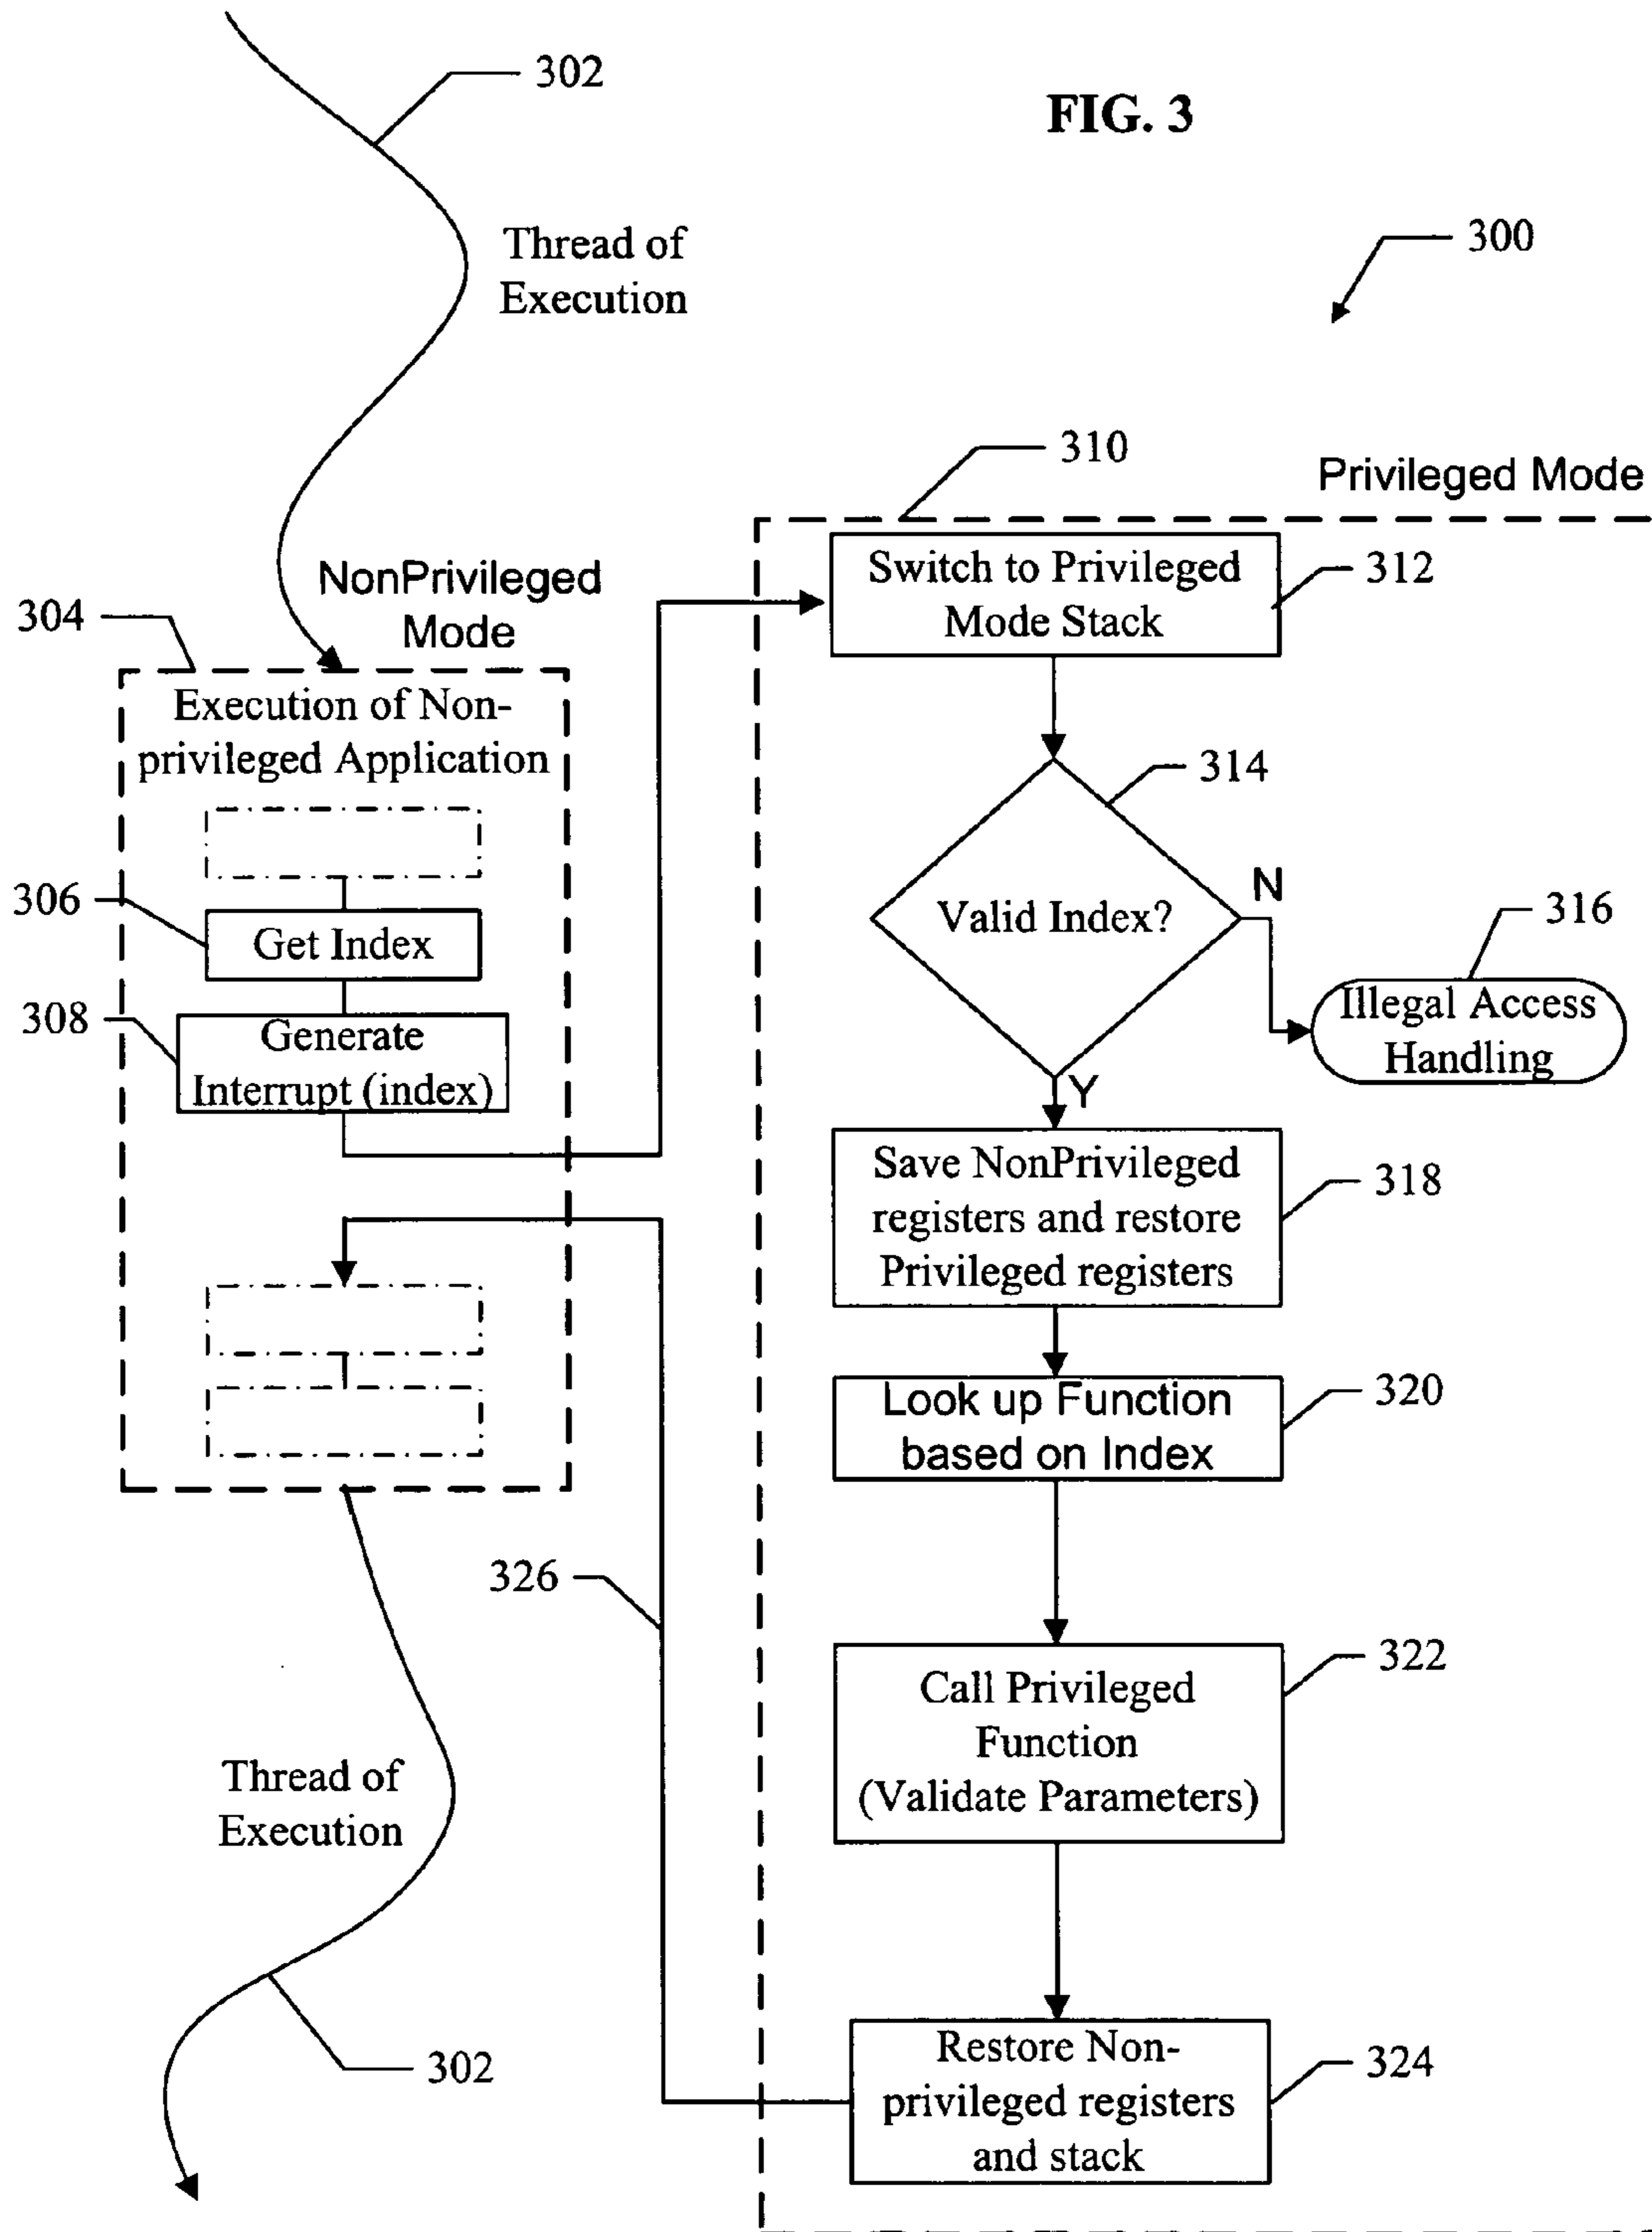 302
FIG. 3
Thread of
Execution
300
310
Privileged Mode
NonPrivileged
Mode
304
Execution of Non-
privileged Application
306
Get Index
308
Generate
Interrupt (index)
Switch to Privileged
Mode Stack
312
314
Valid Index?
N
316
Illegal Access
Handling
Y
Save NonPrivileged
registers and restore
Privileged registers
318
Look up Function
based on Index
320
326
Call Privileged
Function
(Validate Parameters)
322
Thread of
Execution
302
Restore Non-
privileged registers
and stack
324